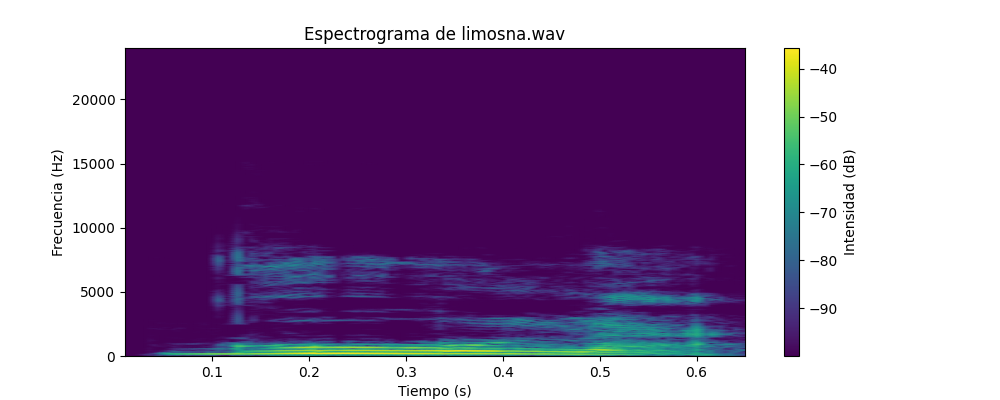 Espectrograma de limosna.wav
Frecuencia (Hz)
20000
15000
10000
5000
0
0.1 0.2 0.3 0.4 0.5 0.6
Tiempo (s)
−40
−50
−60
−70
−80
−90
Intensidad (dB)